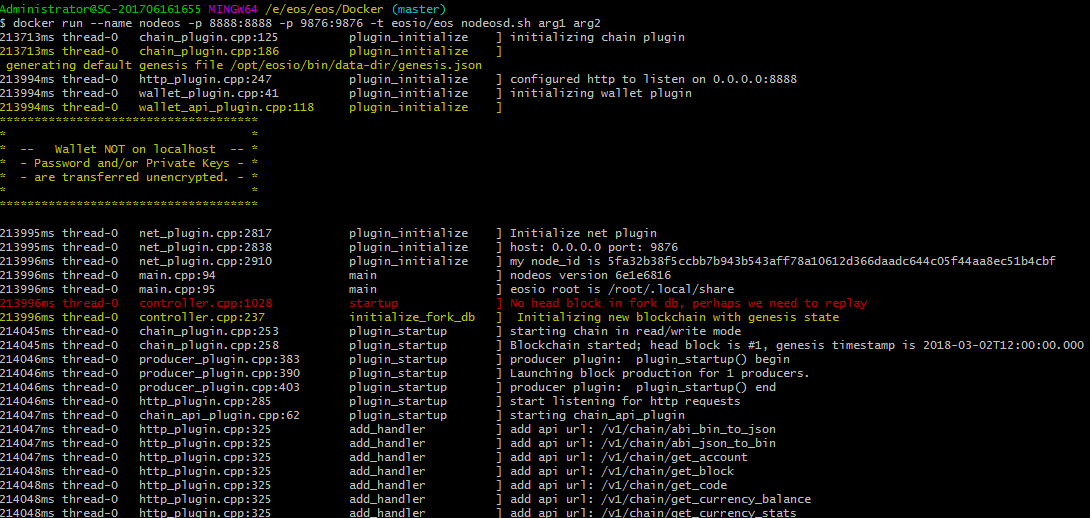 Administrator@SC-201706161655 MINGW64 /e/eos/eos/Docker (master)
$ docker run --name nodeos -p 8888:8888 -p 9876:9876 -t eosio/eos nodeosd.sh arg1 arg2
213713ms thread-0   chain_plugin.cpp:125          plugin_initialize    ] initializing chain plugin
213713ms thread-0   chain_plugin.cpp:186          plugin_initialize    ]
 generating default genesis file /opt/eosio/bin/data-dir/genesis.json
213994ms thread-0   http_plugin.cpp:247           plugin_initialize    ] configured http to listen on 0.0.0.0:8888
213994ms thread-0   wallet_plugin.cpp:41          plugin_initialize    ] initializing wallet plugin
213994ms thread-0   wallet_api_plugin.cpp:118     plugin_initialize    ]
*************************************
*                                   *
*  --   Wallet NOT on localhost  -- *
*  - Password and/or Private Keys - *
*  - are transferred unencrypted. - *
*                                   *
*************************************
213995ms thread-0   net_plugin.cpp:2817           plugin_initialize    ] Initialize net plugin
213995ms thread-0   net_plugin.cpp:2838           plugin_initialize    ] host: 0.0.0.0 port: 9876
213996ms thread-0   net_plugin.cpp:2910           plugin_initialize    ] my node_id is 5fa32b38f5ccbb7b943b543aff78a10612d366daadc644c05f44aa8ec51b4cbf
213996ms thread-0   main.cpp:94                   main                 ] nodeos version 6e1e6816
213996ms thread-0   main.cpp:95                   main                 ] eosio root is /root/.local/share
213996ms thread-0   controller.cpp:1028           startup              ] No head block in fork db, perhaps we need to replay
213996ms thread-0   controller.cpp:237            initialize_fork_db   ]  Initializing new blockchain with genesis state
214045ms thread-0   chain_plugin.cpp:253          plugin_startup       ] starting chain in read/write mode
214045ms thread-0   chain_plugin.cpp:258          plugin_startup       ] Blockchain started; head block is #1, genesis timestamp is 2018-03-02T12:00:00.000
214046ms thread-0   producer_plugin.cpp:383       plugin_startup       ] producer plugin:  plugin_startup() begin
214046ms thread-0   producer_plugin.cpp:390       plugin_startup       ] Launching block production for 1 producers.
214046ms thread-0   producer_plugin.cpp:403       plugin_startup       ] producer plugin:  plugin_startup() end
214046ms thread-0   http_plugin.cpp:285           plugin_startup       ] start listening for http requests
214047ms thread-0   chain_api_plugin.cpp:62       plugin_startup       ] starting chain_api_plugin
214047ms thread-0   http_plugin.cpp:325           add_handler          ] add api url: /v1/chain/abi_bin_to_json
214047ms thread-0   http_plugin.cpp:325           add_handler          ] add api url: /v1/chain/abi_json_to_bin
214047ms thread-0   http_plugin.cpp:325           add_handler          ] add api url: /v1/chain/get_account
214048ms thread-0   http_plugin.cpp:325           add_handler          ] add api url: /v1/chain/get_block
214048ms thread-0   http_plugin.cpp:325           add_handler          ] add api url: /v1/chain/get_code
214048ms thread-0   http_plugin.cpp:325           add_handler          ] add api url: /v1/chain/get_currency_balance
214048ms thread-0   http_plugin.cpp:325           add_handler          ] add api url: /v1/chain/get_currency_stats